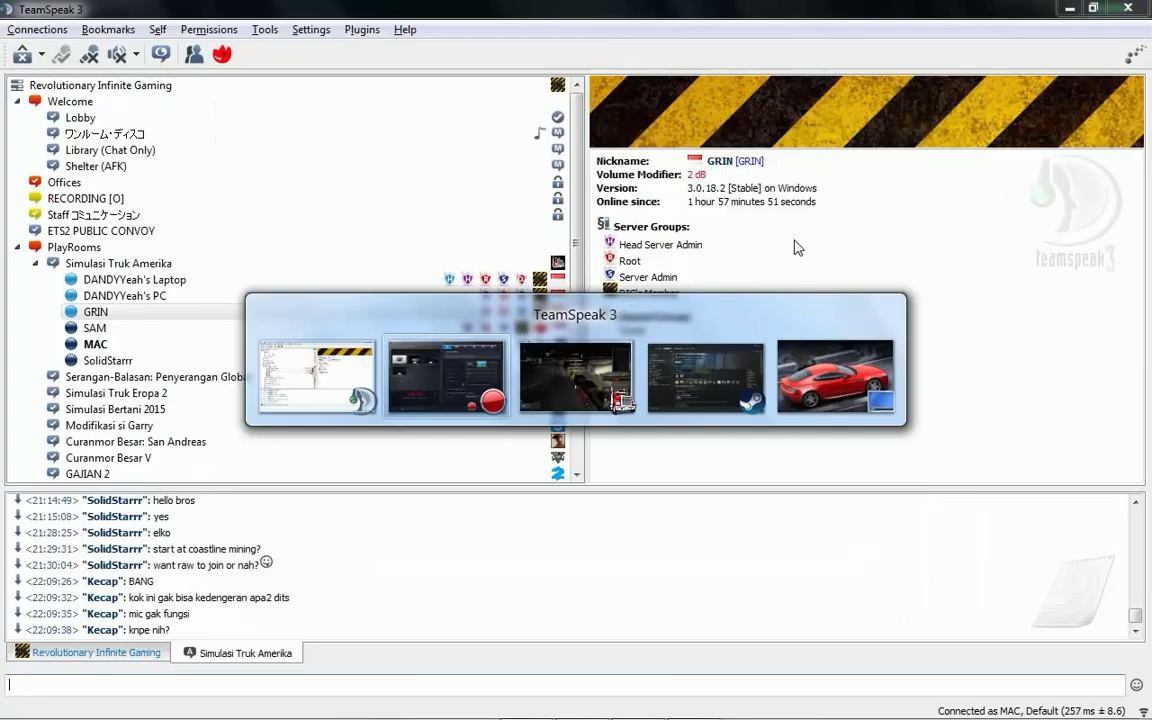 TeamSpeak 3
Connections Bookmarks Self Permissions Tools Settings Plugins Help
Revolutionary Infinite Gaming
Welcome
Lobby
ワンルーム・ディスコ
Library (Chat Only)
Shelter (AFK)
Offices
RECORDING [O]
Staff コミュニケーション
ETS2 PUBLIC CONVOY
PlayRooms
Simulasi Truk Amerika
DANDYYeah's Laptop
DANDYYeah's PC
GRIN
SAM
MAC
SolidStarrr
Serangan-Balasan: Penyerangan Globa
Simulasi Truk Eropa 2
Simulasi Bertani 2015
Modifikasi si Garry
Curanmor Besar: San Andreas
Curanmor Besar V
GAJIAN 2
Nickname: GRIN [GRIN]
Volume Modifier: 2 dB
Version: 3.0.18.2 [Stable] on Windows
Online since: 1 hour 57 minutes 51 seconds
Server Groups:
Head Server Admin
Root
Server Admin
teamspeak3
TeamSpeak 3
<21:14:49> "SolidStarrr": hello bros
<21:15:08> "SolidStarrr": yes
<21:28:25> "SolidStarrr": elko
<21:29:31> "SolidStarrr": start at coastline mining?
<21:30:04> "SolidStarrr": want raw to join or nah?
<22:09:26> "Kecap": BANG
<22:09:32> "Kecap": kok ini gak bisa kedengeran apa2 dits
<22:09:35> "Kecap": mic gak fungsi
<22:09:38> "Kecap": knpe nih?
Revolutionary Infinite Gaming
Simulasi Truk Amerika
Connected as MAC, Default (257 ms ± 8.6)